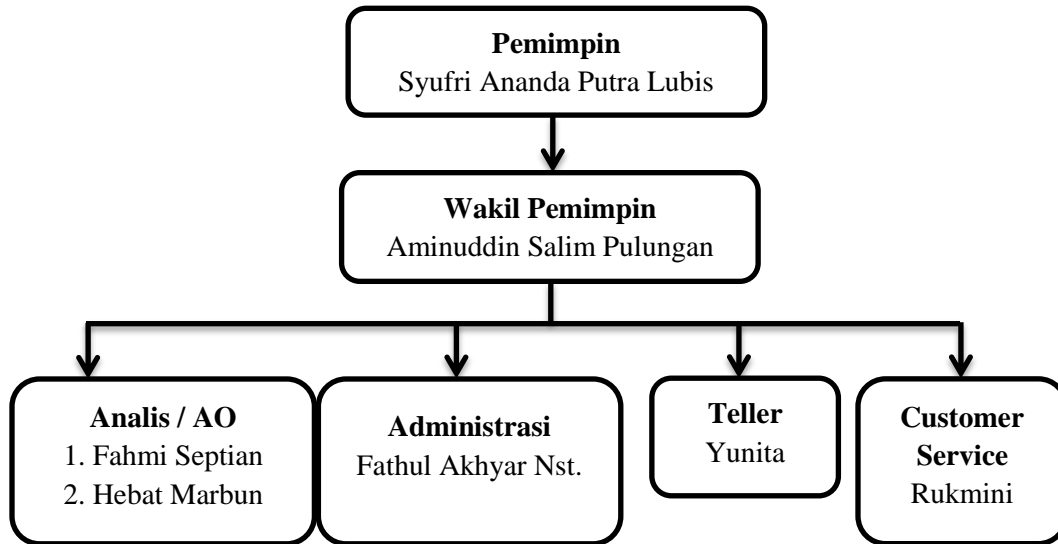 Pemimpin
Syufri Ananda Putra Lubis
Wakil Pemimpin
Aminuddin Salim Pulungan
Analis / AO
1. Fahmi Septian
2. Hebat Marbun
Administrasi
Fathul Akhyar Nst.
Teller
Yunita
Customer
Service
Rukmini